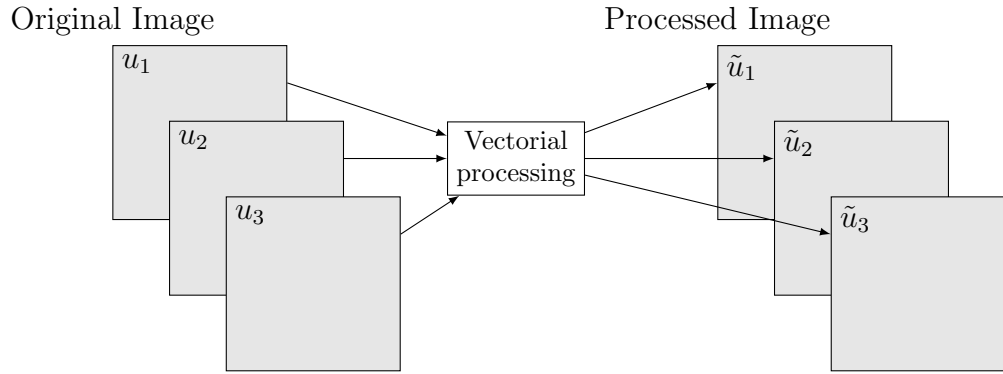 Original Image
Processed Image
u₁
u₂
u₃
Vectorial
processing
ũ₁
ũ₂
ũ₃